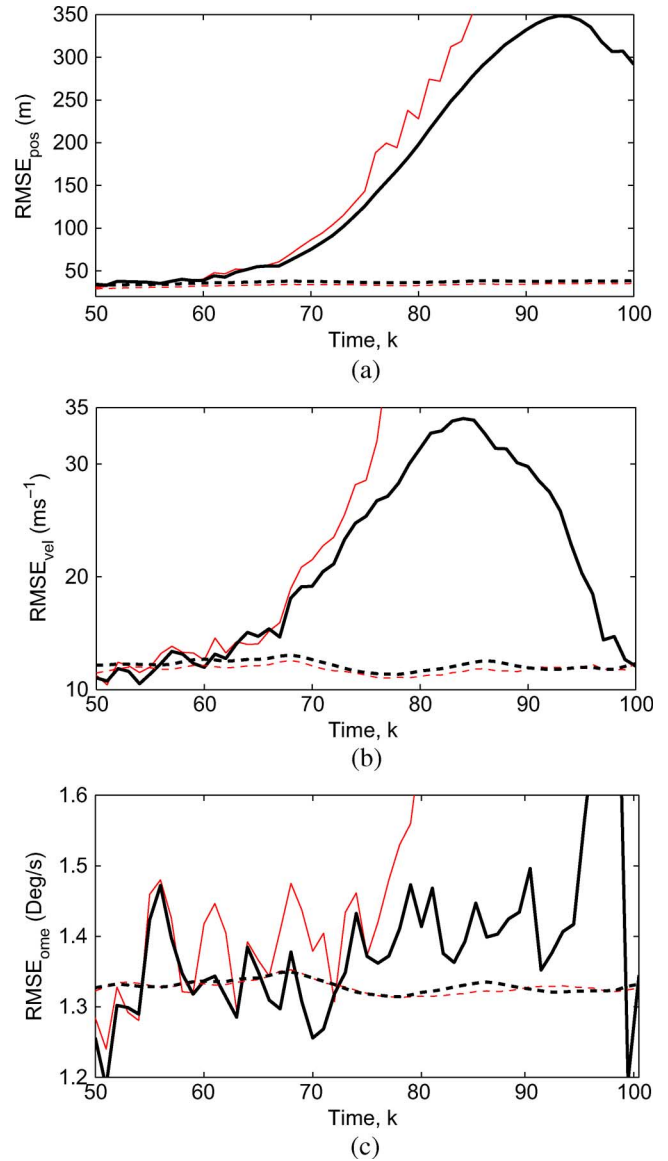 350
300
250
200
150
100
50
RMSEpos (m)
50 60 70 80 90 100
Time, k
(a)
35
30
20
10
RMSEvel (ms⁻¹)
50 60 70 80 90 100
Time, k
(b)
1.6
1.5
1.4
1.3
1.2
RMSEome (Deg/s)
50 60 70 80 90 100
Time, k
(c)